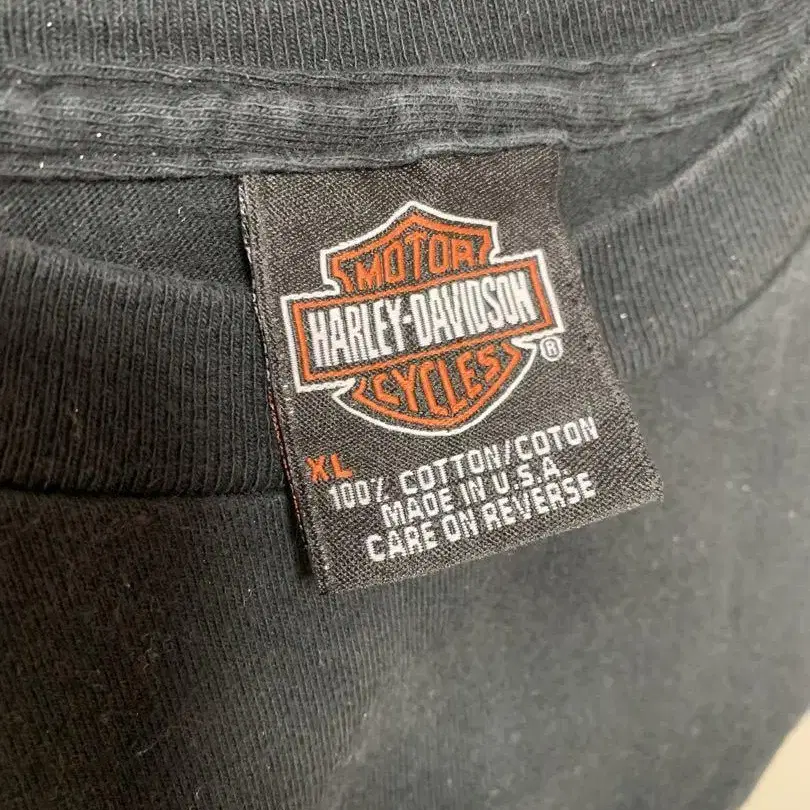 MOTOR
HARLEY-DAVIDSON
CYCLES ®
XL
100% COTTON/COTON
MADE IN U.S.A.
CARE ON REVERSE